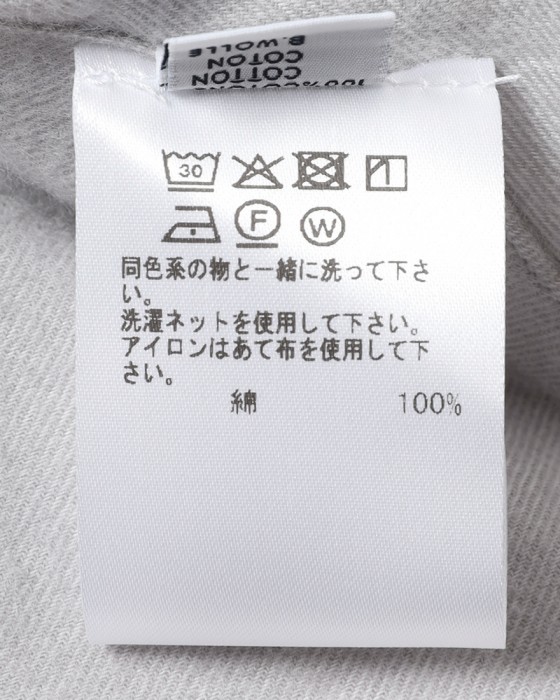 B.WOLLE
COTON
COTTON
100%COTONE
30
F
W
同色系の物と一緒に洗って下さ
い。
洗濯ネットを使用して下さい。
アイロンはあて布を使用して下
さい。
綿 100%